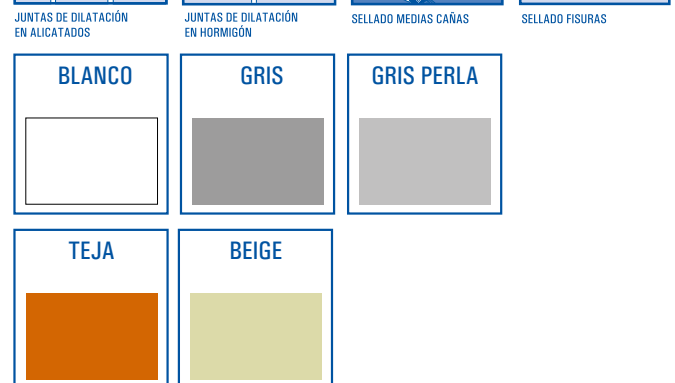 JUNTAS DE DILATACIÓN
EN ALICATADOS
JUNTAS DE DILATACIÓN
EN HORMIGÓN
SELLADO MEDIAS CAÑAS
SELLADO FISURAS
BLANCO
GRIS
GRIS PERLA
TEJA
BEIGE